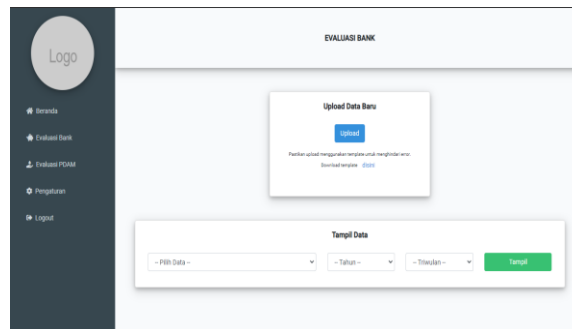 Logo
EVALUASI BANK
Beranda
Evaluasi Bank
Evaluasi PDAM
Pengaturan
Logout
Upload Data Baru
Upload
Pastikan upload menggunakan template untuk menghindari error
Download template disini
Tampil Data
-- Pilih Data --
-- Tahun --
-- Triwulan --
Tampil